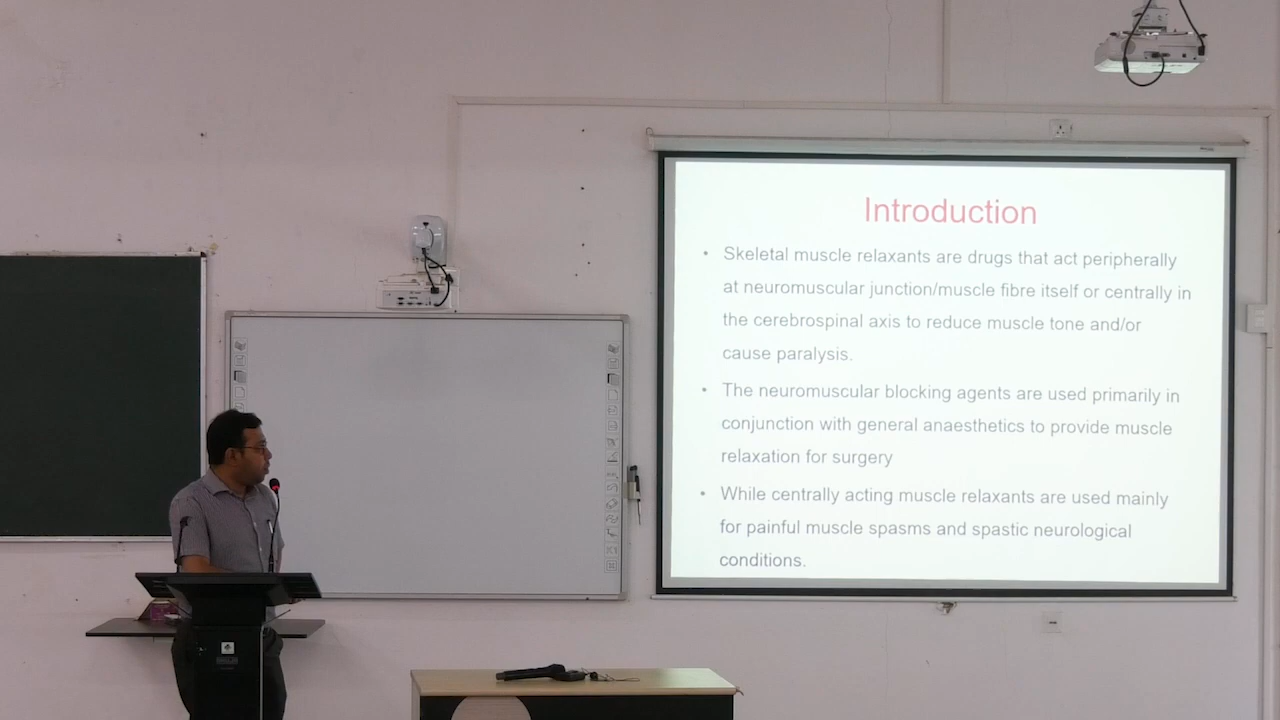 Introduction
• Skeletal muscle relaxants are drugs that act peripherally
at neuromuscular junction/muscle fibre itself or centrally in
the cerebrospinal axis to reduce muscle tone and/or
cause paralysis.
• The neuromuscular blocking agents are used primarily in
conjunction with general anaesthetics to provide muscle
relaxation for surgery
• While centrally acting muscle relaxants are used mainly
for painful muscle spasms and spastic neurological
conditions.